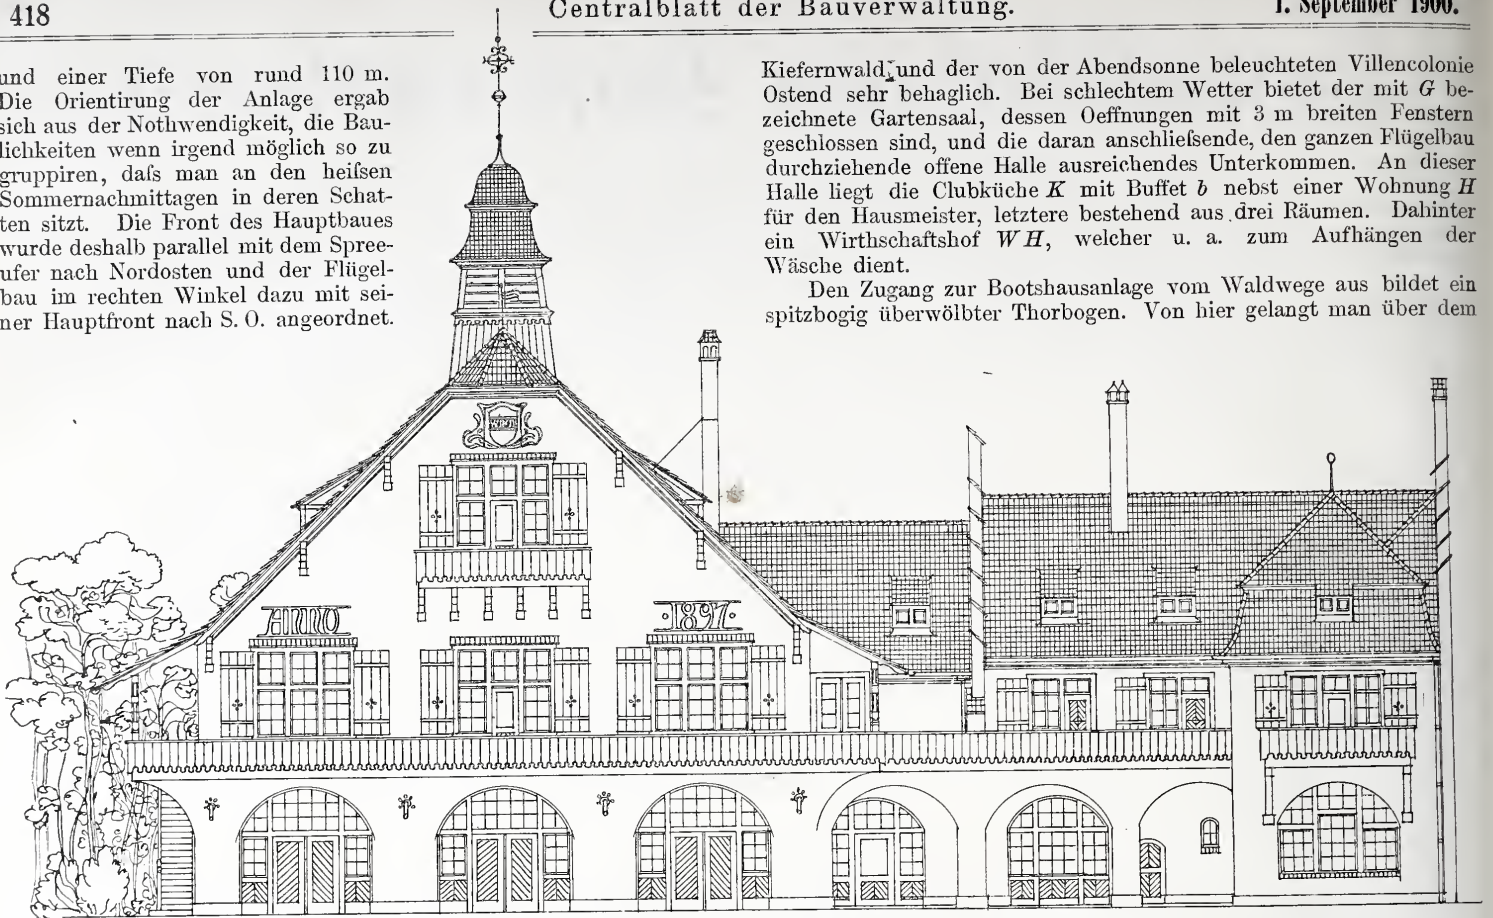 418
Centralblatt der Bauverwaltung.
1. September 1900.
und einer Tiefe von rund 110 m.
Die Orientirung der Anlage ergab
sich aus der Nothwendigkeit, die Bau-
lichkeiten wenn irgend möglich so zu
gruppiren, daſs man an den heiſsen
Sommernachmittagen in deren Schat-
ten sitzt. Die Front des Hauptbaues
wurde deshalb parallel mit dem Spree-
ufer nach Nordosten und der Flügel-
bau im rechten Winkel dazu mit sei-
ner Hauptfront nach S. O. angeordnet.
Kiefernwald und der von der Abendsonne beleuchteten Villencolonie
Ostend sehr behaglich. Bei schlechtem Wetter bietet der mit G be-
zeichnete Gartensaal, dessen Oeffnungen mit 3 m breiten Fenstern
geschlossen sind, und die daran anschlieſsende, den ganzen Flügelbau
durchziehende offene Halle ausreichendes Unterkommen. An dieser
Halle liegt die Clubküche K mit Buffet b nebst einer Wohnung H
für den Hausmeister, letztere bestehend aus drei Räumen. Dahinter
ein Wirthschaftshof WH, welcher u. a. zum Aufhängen der
Wäsche dient.
Den Zugang zur Bootshausanlage vom Waldwege aus bildet ein
spitzbogig überwölbter Thorbogen. Von hier gelangt man über dem
ANNO
·1897·